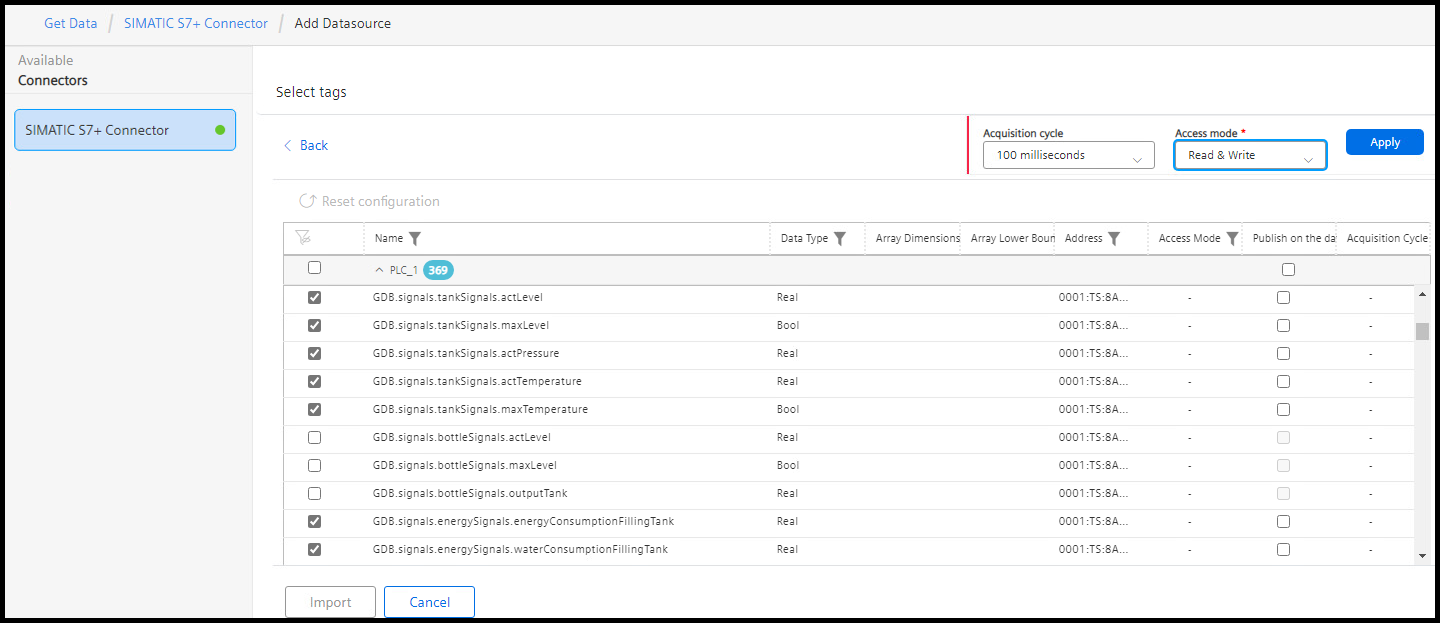 Get Data / SIMATIC S7+ Connector / Add Datasource
Available
Connectors
SIMATIC S7+ Connector
Select tags
Back
Acquisition cycle
100 milliseconds
Access mode *
Read & Write
Apply
Reset configuration
Name Data Type Array Dimensions Array Lower Boun Address Access Mode Publish on the da Acquisition Cycle
PLC_1 369
GDB.signals.tankSignals.actLevel Real 0001:TS:8A... - -
GDB.signals.tankSignals.maxLevel Bool 0001:TS:8A... - -
GDB.signals.tankSignals.actPressure Real 0001:TS:8A... - -
GDB.signals.tankSignals.actTemperature Real 0001:TS:8A... - -
GDB.signals.tankSignals.maxTemperature Bool 0001:TS:8A... - -
GDB.signals.bottleSignals.actLevel Real 0001:TS:8A... - -
GDB.signals.bottleSignals.maxLevel Bool 0001:TS:8A... - -
GDB.signals.bottleSignals.outputTank Real 0001:TS:8A... - -
GDB.signals.energySignals.energyConsumptionFillingTank Real 0001:TS:8A... - -
GDB.signals.energySignals.waterConsumptionFillingTank Real 0001:TS:8A... - -
Import Cancel